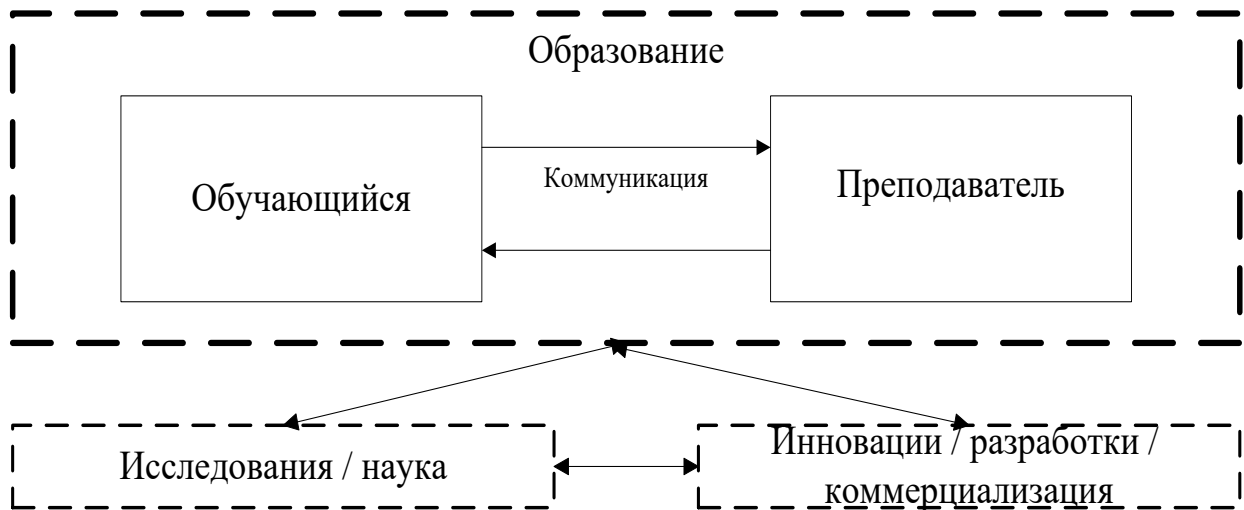 Образование
Обучающийся
Коммуникация
Преподаватель
Исследования / наука
Инновации / разработки /
коммерциализация